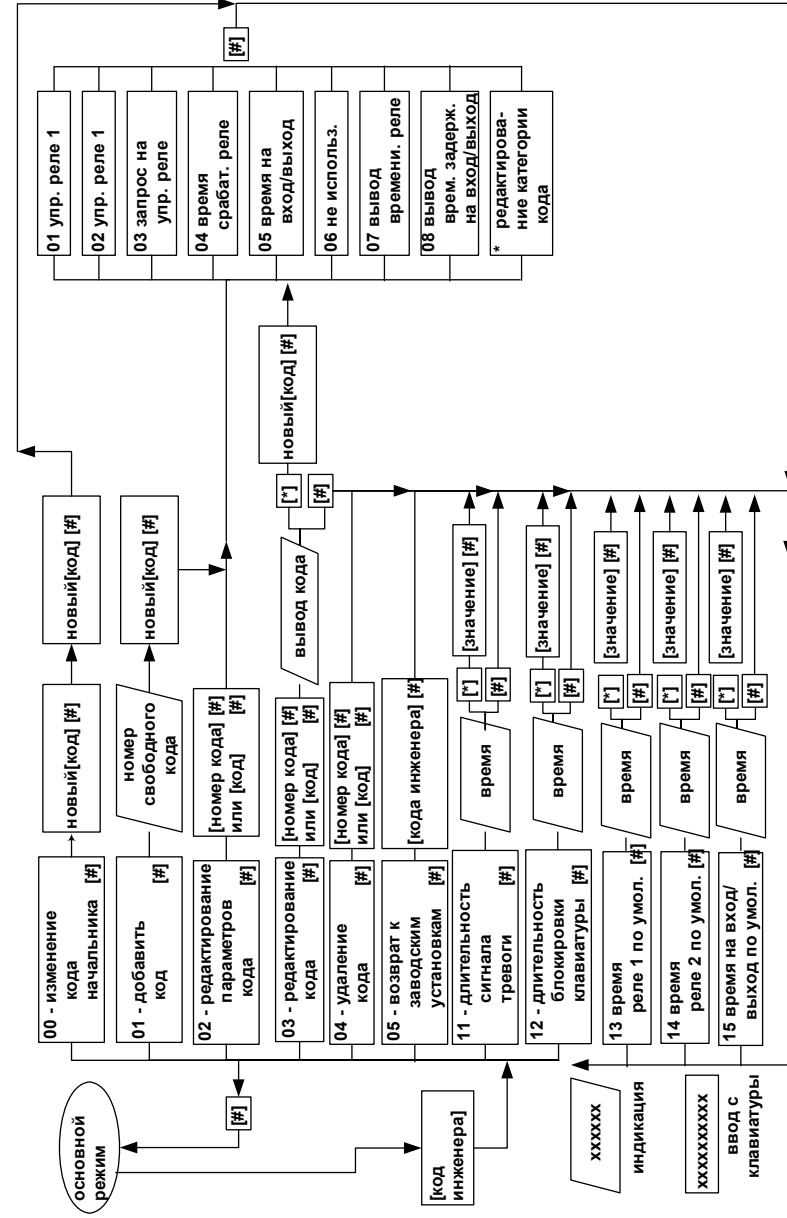 основной
режим
[#]
[код
инженера]
00 - изменение
кода
начальника [#]
новый[код] [#]
новый[код] [#]
01 - добавить
код [#]
номер
свободного
кода
новый[код] [#]
02 - редактирование
параметров
кода [#]
[номер кода] [#]
или [код] [#]
03 - редактирование
кода [#]
[номер кода] [#]
или [код] [#]
вывод кода
[*]
[#]
новый[код] [#]
04 - удаление
кода [#]
[номер кода] [#]
или [код] [#]
05 - возврат к
заводским
установкам [#]
[кода инженера] [#]
11 - длительность
сигнала
тревоги [#]
время
[*]
[#]
[значение] [#]
12 - длительность
блокировки
клавиатуры [#]
время
[*]
[#]
[значение] [#]
13 время
реле 1 по умол. [#]
время
[*]
[#]
[значение] [#]
14 время
реле 2 по умол. [#]
время
[*]
[#]
[значение] [#]
15 время на вход/
выход по умол. [#]
время
[*]
[#]
[значение] [#]
01 упр. реле 1
02 упр. реле 1
03 запрос на
упр. реле
04 время
срабат. реле
05 время на
вход/выход
06 не использ.
07 вывод
времени. реле
08 вывод
врем. задерж.
на вход/выход
* редактирова-
ние категории
кода
[#]
хххххх
индикация
хххххххххх
ввод с
клавиатуры